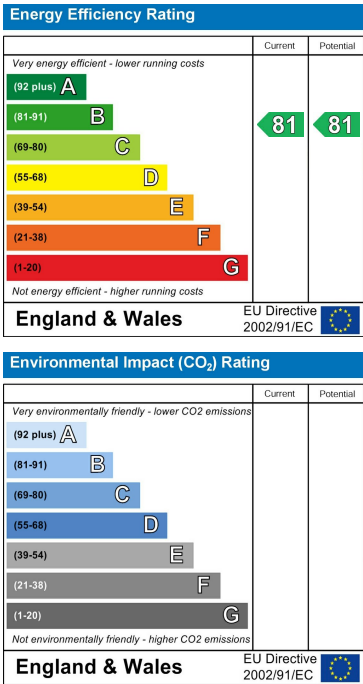 Energy Efficiency Rating
Current Potential
Very energy efficient - lower running costs
(92 plus) A
(81-91) B 81 81
(69-80) C
(55-68) D
(39-54) E
(21-38) F
(1-20) G
Not energy efficient - higher running costs
England & Wales EU Directive 2002/91/EC
Environmental Impact (CO₂) Rating
Current Potential
Very environmentally friendly - lower CO2 emissions
(92 plus) A
(81-91) B
(69-80) C
(55-68) D
(39-54) E
(21-38) F
(1-20) G
Not environmentally friendly - higher CO2 emissions
England & Wales EU Directive 2002/91/EC